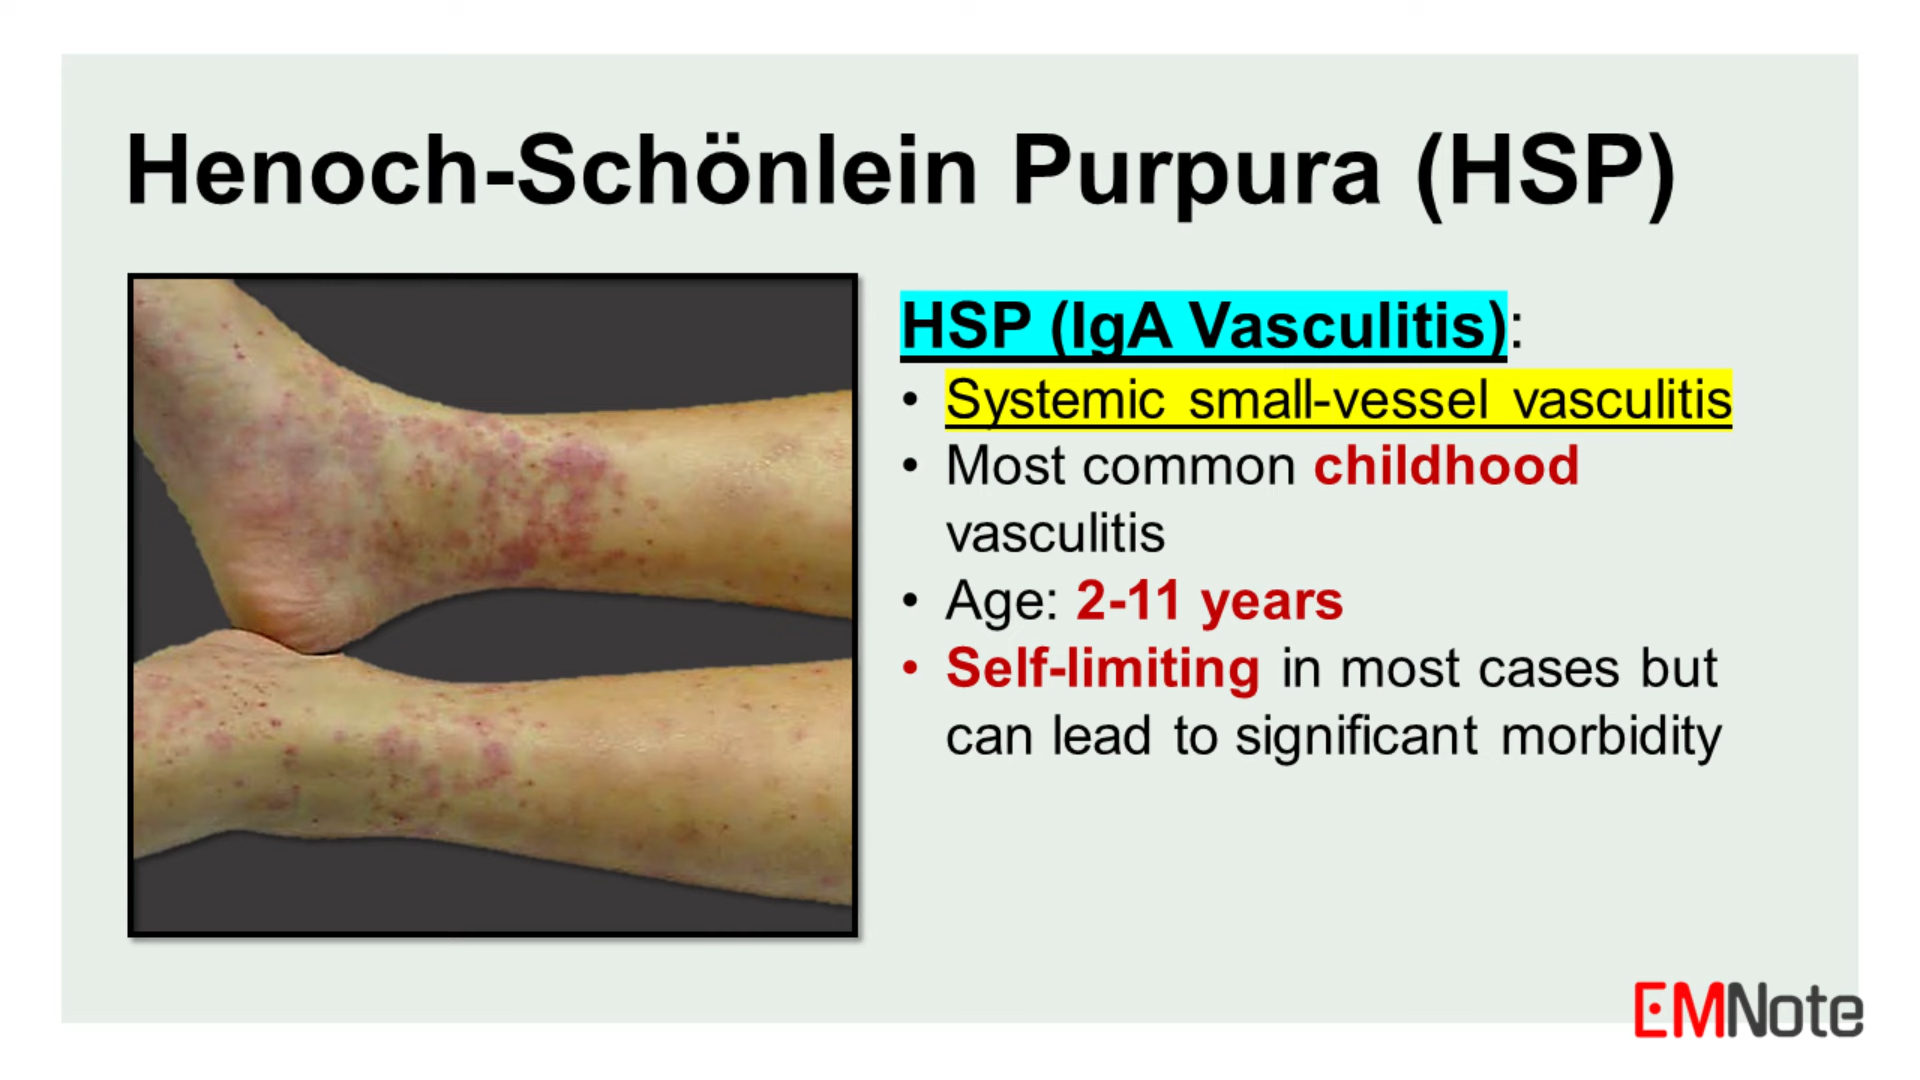 Henoch-Schönlein Purpura (HSP)
HSP (IgA Vasculitis):
• Systemic small-vessel vasculitis
• Most common childhood
vasculitis
• Age: 2-11 years
• Self-limiting in most cases but
can lead to significant morbidity
EMNote